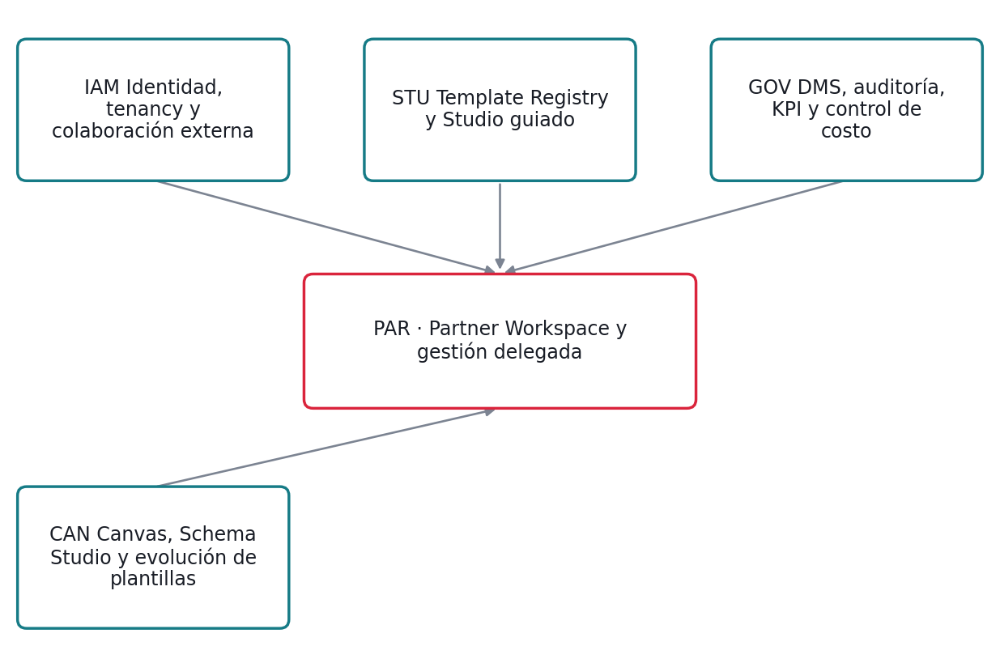 IAM Identidad,
tenancy y
colaboración externa
STU Template Registry
y Studio guiado
GOV DMS, auditoría,
KPI y control de
costo
PAR · Partner Workspace y
gestión delegada
CAN Canvas, Schema
Studio y evolución de
plantillas